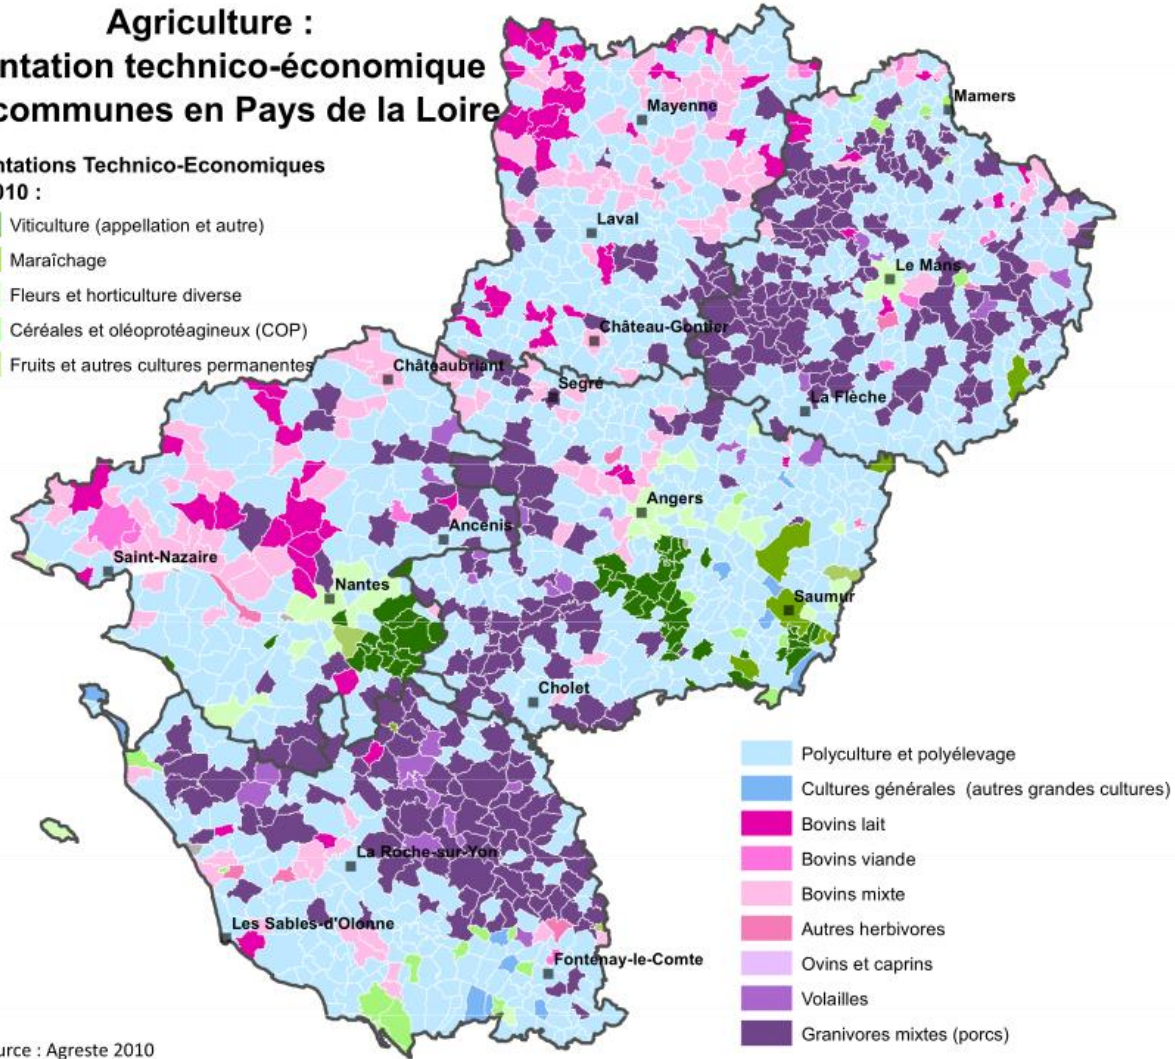 Agriculture :
ntation technico-économique
communes en Pays de la Loire
ntations Technico-Economiques
010 :
Viticulture (appellation et autre)
Maraîchage
Fleurs et horticulture diverse
Céréales et oléoprotéagineux (COP)
Fruits et autres cultures permanentes
Mayenne
Mamers
Laval
Le Mans
Château-Gontier
Châteaubriant
Segré
La Flèche
Angers
Ancenis
Saint-Nazaire
Nantes
Saumur
Cholet
La Roche-sur-Yon
Les Sables-d'Olonne
Fontenay-le-Comte
Polyculture et polyélevage
Cultures générales (autres grandes cultures)
Bovins lait
Bovins viande
Bovins mixte
Autres herbivores
Ovins et caprins
Volailles
Granivores mixtes (porcs)
urce : Agreste 2010